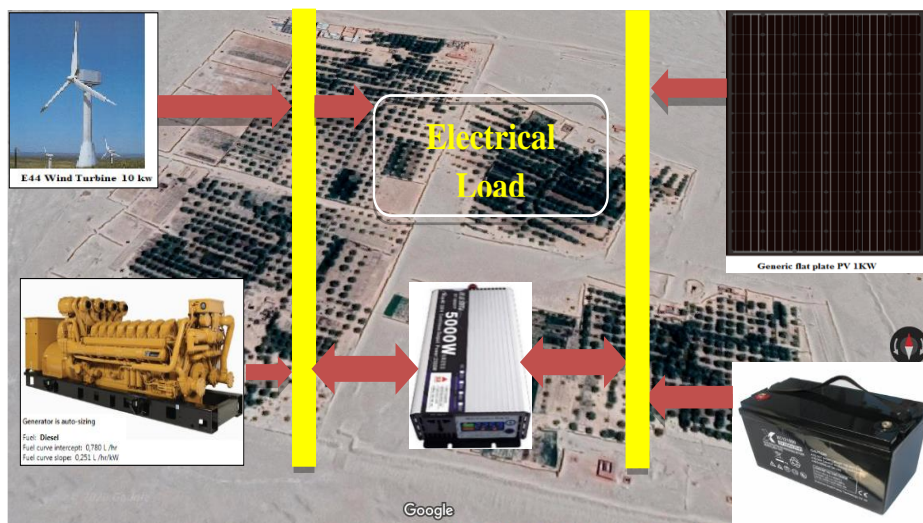 E44 Wind Turbine 10 kw
Electrical
Load
Generic flat plate PV 1KW
5000W
Generator is auto-sizing
Fuel: Diesel
Fuel curve intercept: 0,780 L /hr
Fuel curve slope: 0,251 L /hr/kW
Google